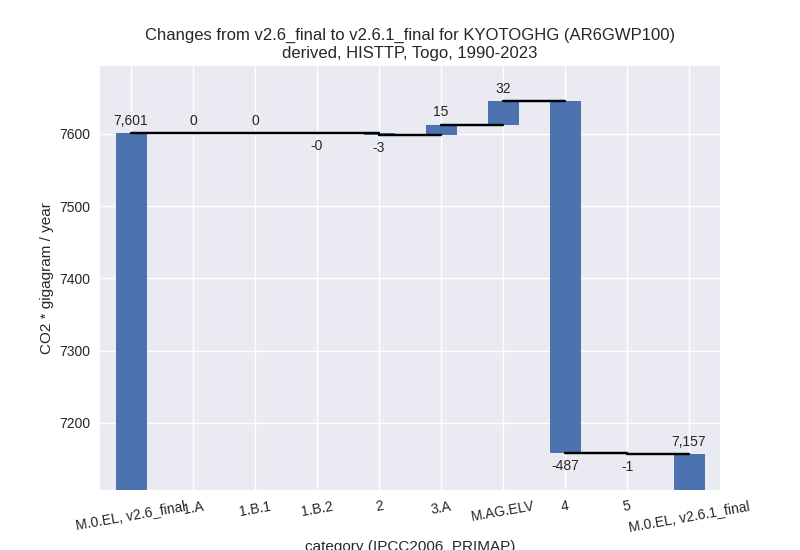 Changes from v2.6_final to v2.6.1_final for KYOTOGHG (AR6GWP100)
derived, HISTTP, Togo, 1990-2023
32
15
7,601
0
0
-0
-3
7600
7500
7400
7300
7200
CO2 * gigagram / year
7,157
-487
-1
M.0.EL, v2.6_final
1.A
1.B.1
1.B.2
2
3.A
M.AG.ELV
4
5
M.0.EL, v2.6.1_final
category (IPCC2006_PRIMAP)